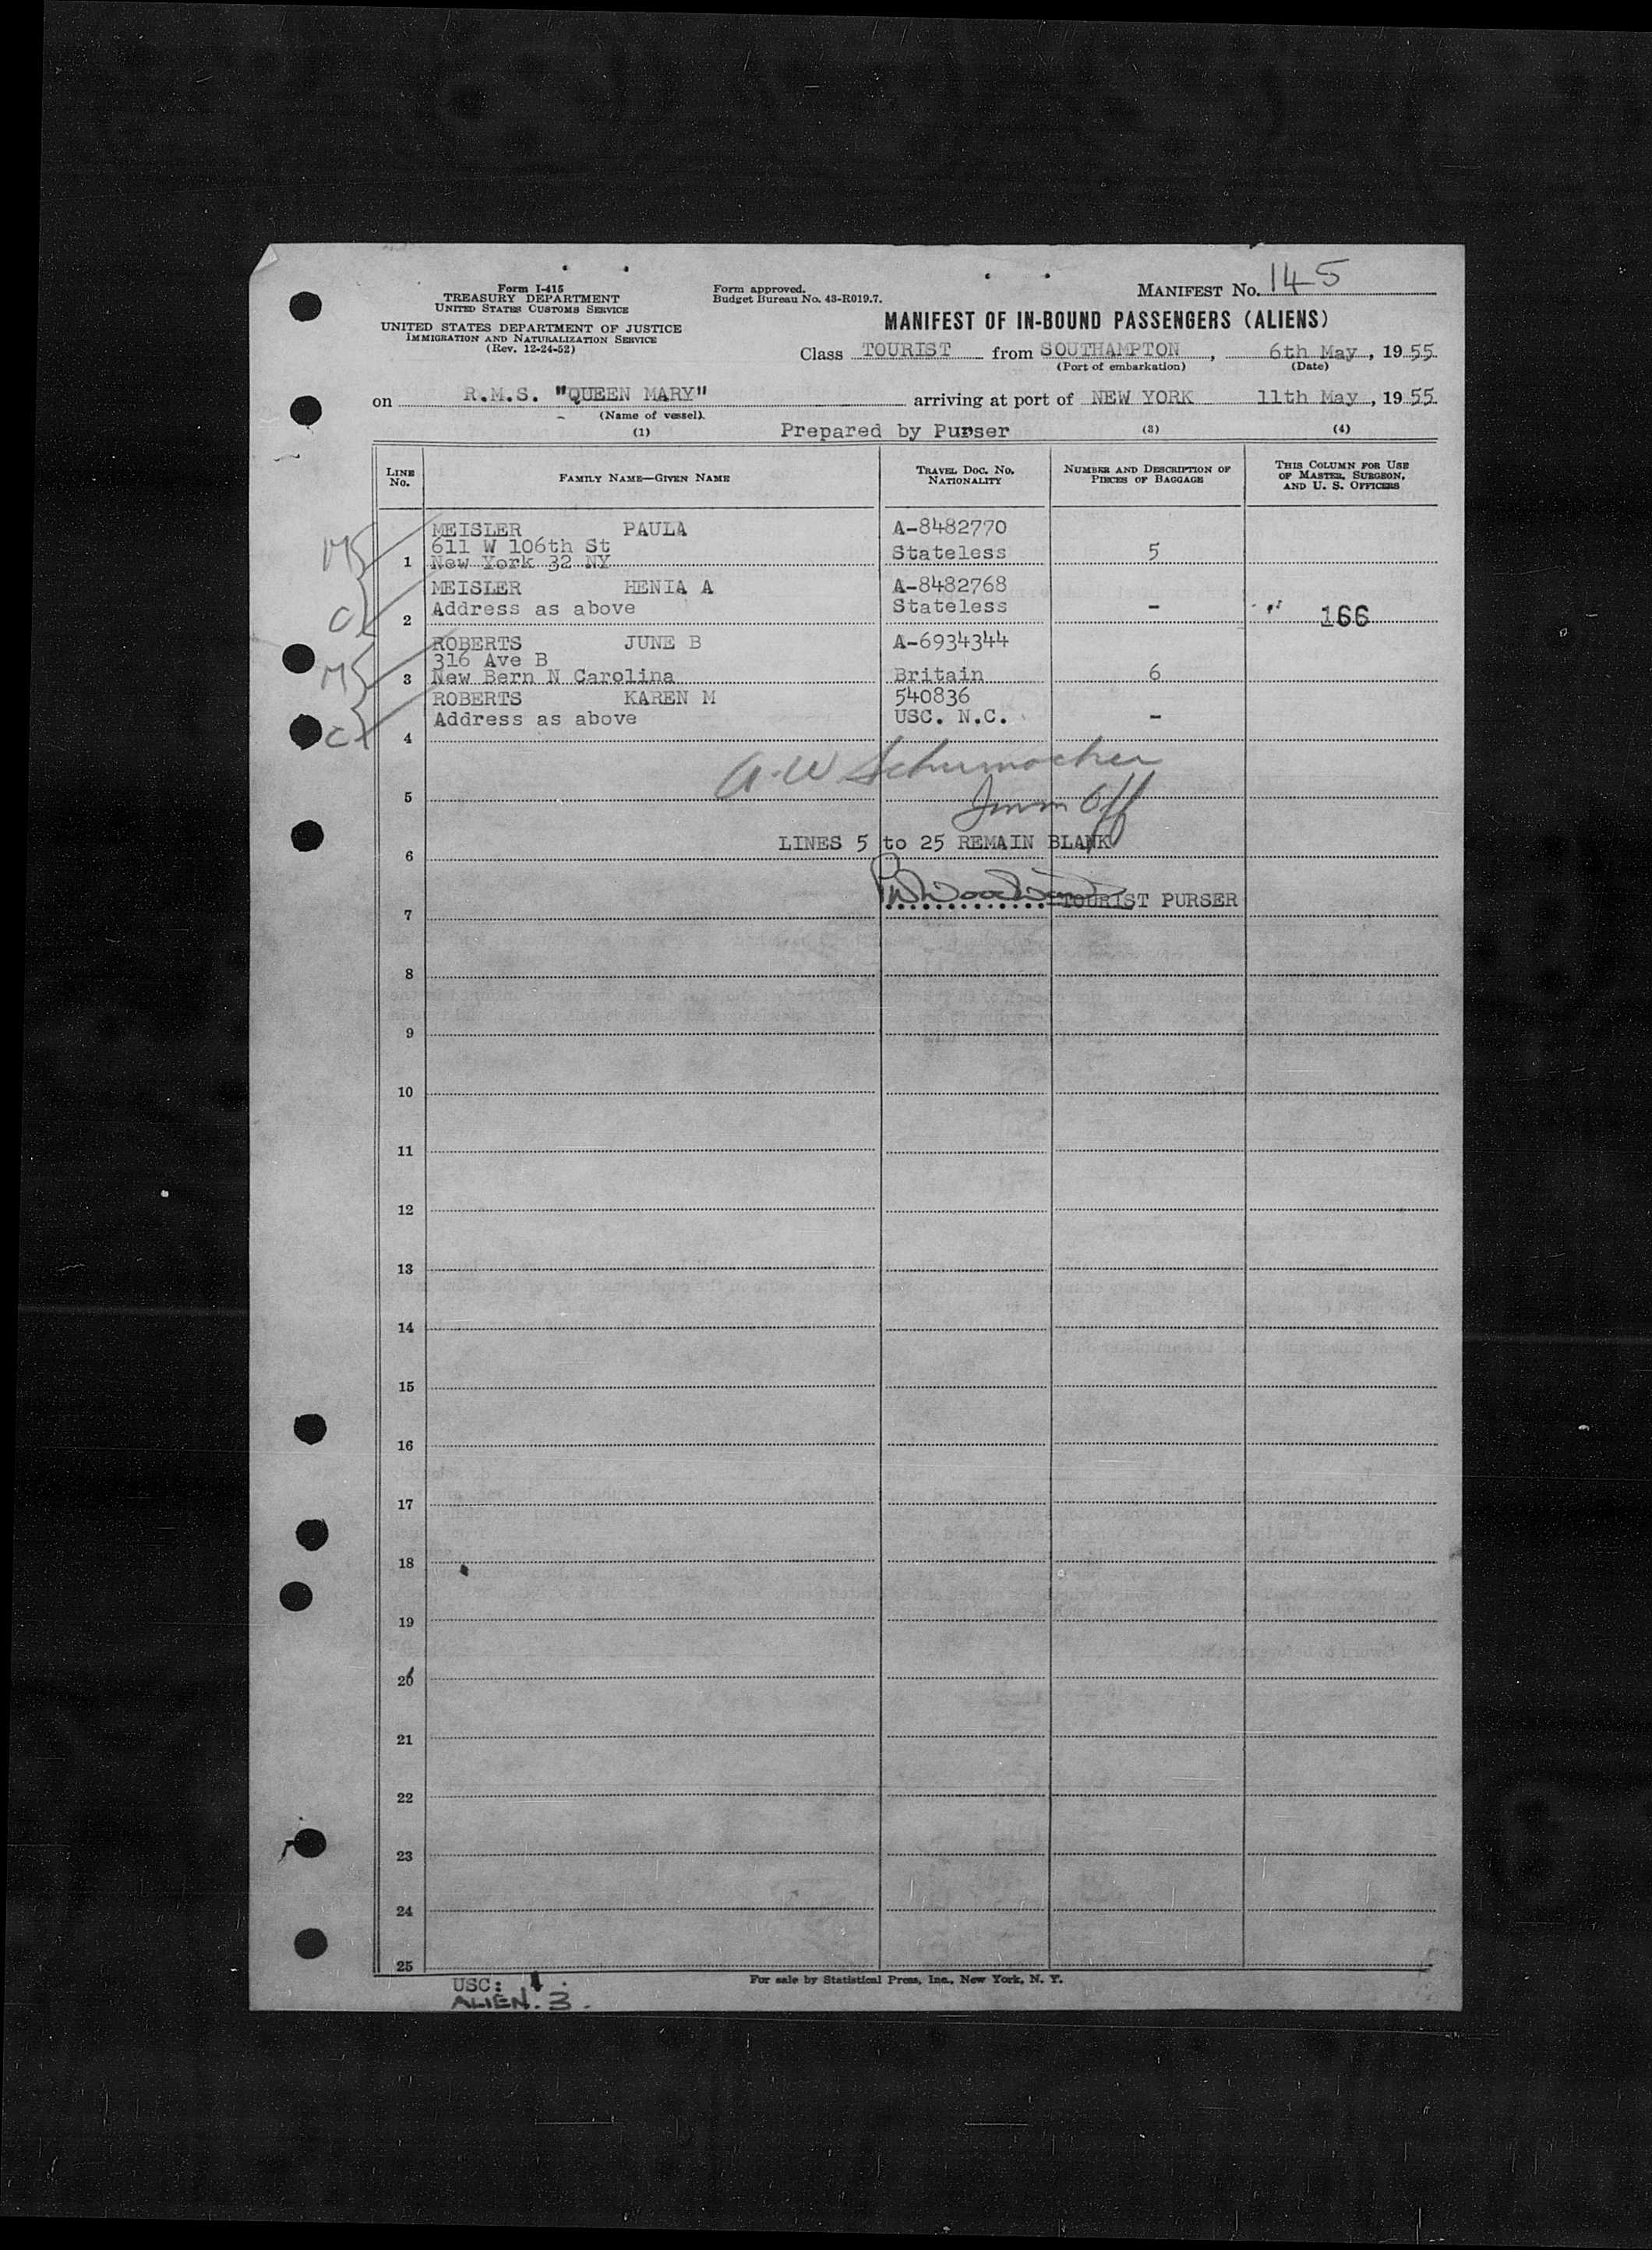 Form I-415
TREASURY DEPARTMENT
UNITED STATES CUSTOMS SERVICE
UNITED STATES DEPARTMENT OF JUSTICE
IMMIGRATION AND NATURALIZATION SERVICE
(Rev. 12-24-52)
Form approved.
Budget Bureau No. 43-R019.7.
MANIFEST NO. 145
MANIFEST OF IN-BOUND PASSENGERS (ALIENS)
Class TOURIST from SOUTHAMPTON, 6th May, 19 55
(Port of embarkation) (Date)
on R.M.S. "QUEEN MARY" arriving at port of NEW YORK 11th May, 19 55
(Name of vessel)
(1) Prepared by Purser (3) (4)
LINE No. FAMILY NAME—GIVEN NAME TRAVEL DOC. NO. NATIONALITY NUMBER AND DESCRIPTION OF PIECES OF BAGGAGE THIS COLUMN FOR USE OF MASTER, SURGEON, AND U. S. OFFICERS
MEISLER PAULA A-8482770
611 W 106th St Stateless 5
1 New York 32 NY
MEISLER HENIA A A-8482768
Address as above Stateless -
2 166
ROBERTS JUNE B A-6934344
316 Ave B
3 New Bern N Carolina Britain 6
ROBERTS KAREN M 540836
Address as above USC. N.C. -
4
A.W Schumacher
5 Imm Off
LINES 5 to 25 REMAIN BLANK
6
TOURIST PURSER
7
8
9
10
11
12
13
14
15
16
17
18
19
20
21
22
23
24
25
USC: 1.
ALIEN. 3.
For sale by Statistical Press, Inc., New York, N. Y.